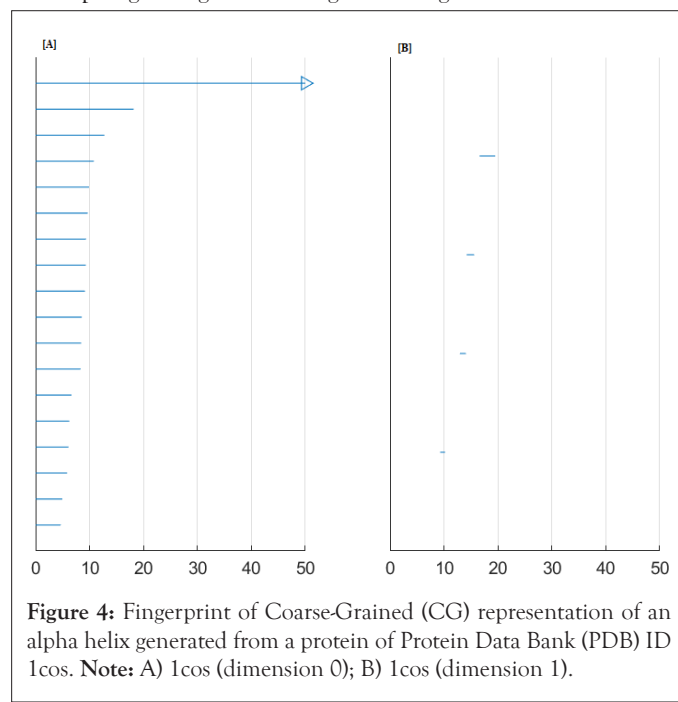 [A]
[B]
0 10 20 30 40 50
0 10 20 30 40 50
Figure 4: Fingerprint of Coarse-Grained (CG) representation of an
alpha helix generated from a protein of Protein Data Bank (PDB) ID
1cos. Note: A) 1cos (dimension 0); B) 1cos (dimension 1).